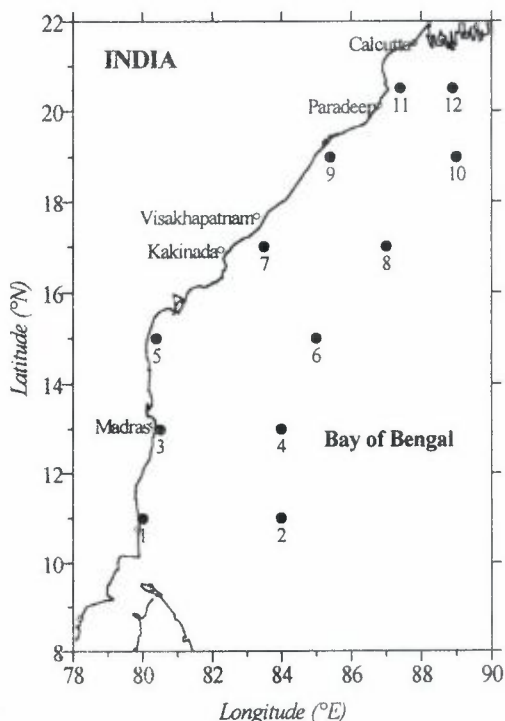 22
INDIA
Calcutta
20
Paradeep
11
12
9
10
18
Visakhapatnam
Kakinada
7
8
16
Latitude (°N)
5
6
14
Madras
3
4
Bay of Bengal
12
1
2
10
8
78 80 82 84 86 88 90
Longitude (°E)